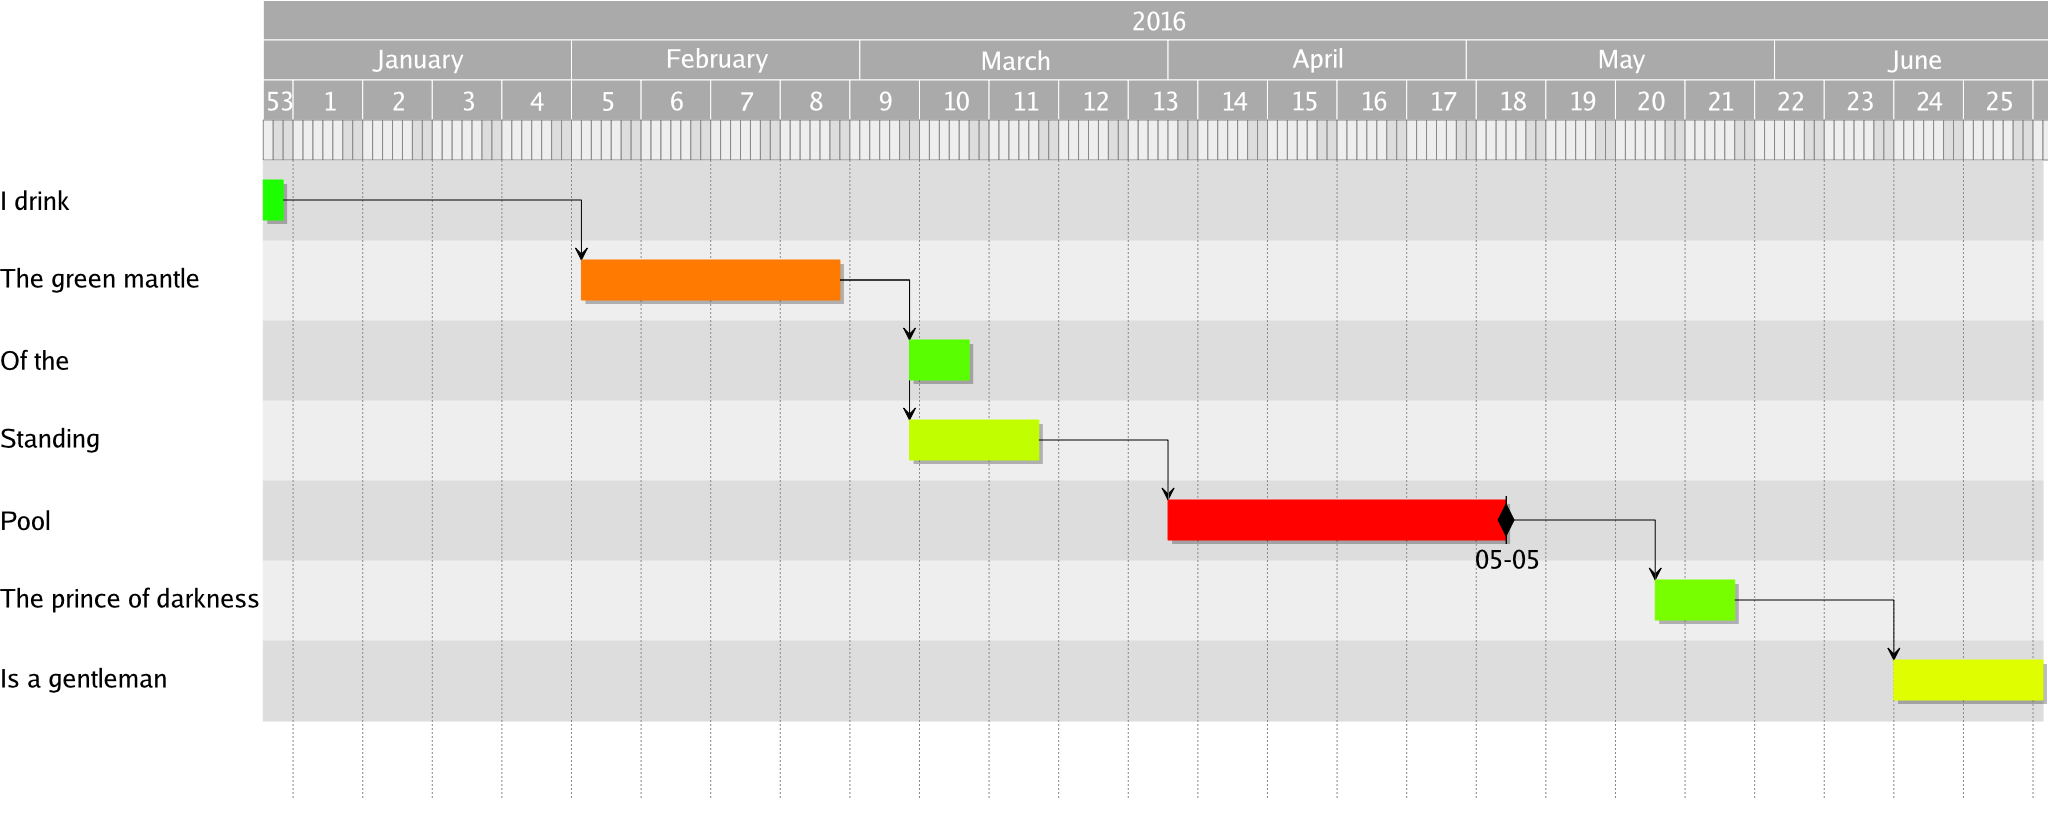 2016
January February March April May June
53 1 2 3 4 5 6 7 8 9 10 11 12 13 14 15 16 17 18 19 20 21 22 23 24 25
I drink
The green mantle
Of the
Standing
Pool
05-05
The prince of darkness
Is a gentleman